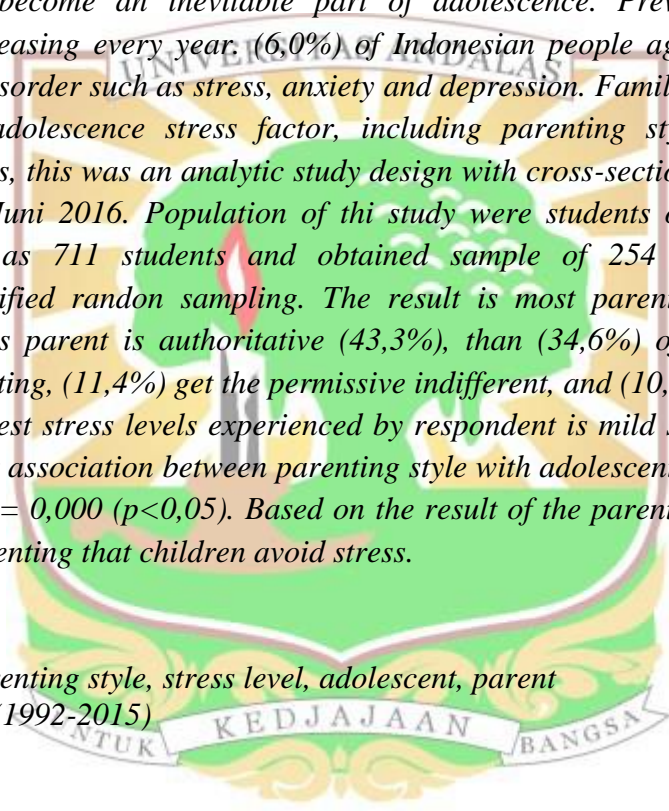 become an inevitable part of adolescence. Prev
easing every year. (6,0%) of Indonesian people ag
UNIVERSITAS ANDALAS
sorder such as stress, anxiety and depression. Famil
adolescence stress factor, including parenting sty
s, this was an analytic study design with cross-section
Juni 2016. Population of thi study were students o
as 711 students and obtained sample of 254
ified randon sampling. The result is most paren
s parent is authoritative (43,3%), than (34,6%) o
ting, (11,4%) get the permissive indifferent, and (10,
est stress levels experienced by respondent is mild s
association between parenting style with adolescen
= 0,000 (p<0,05). Based on the result of the paren
enting that children avoid stress.
enting style, stress level, adolescent, parent
(1992-2015)
UNTUK KEDJAJAAN BANGSA